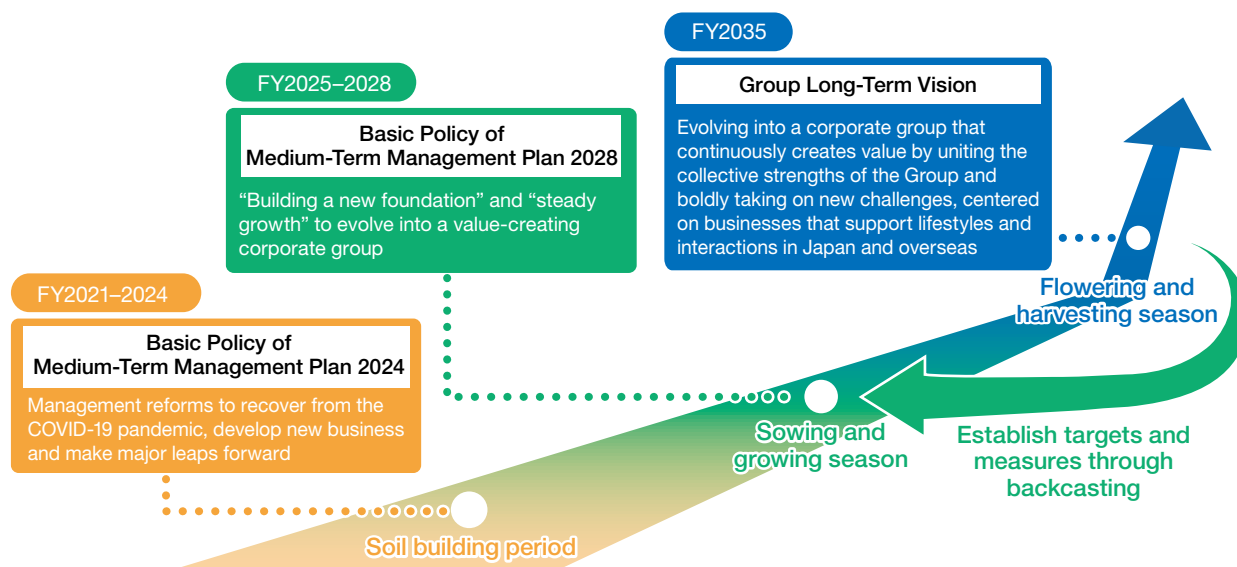 FY2035
Group Long-Term Vision
Evolving into a corporate group that
continuously creates value by uniting the
collective strengths of the Group and
boldly taking on new challenges, centered
on businesses that support lifestyles and
interactions in Japan and overseas
FY2025–2028
Basic Policy of
Medium-Term Management Plan 2028
“Building a new foundation” and “steady
growth” to evolve into a value-creating
corporate group
FY2021–2024
Basic Policy of
Medium-Term Management Plan 2024
Management reforms to recover from the
COVID-19 pandemic, develop new business
and make major leaps forward
Flowering and
harvesting season
Sowing and
growing season
Establish targets and
measures through
backcasting
Soil building period